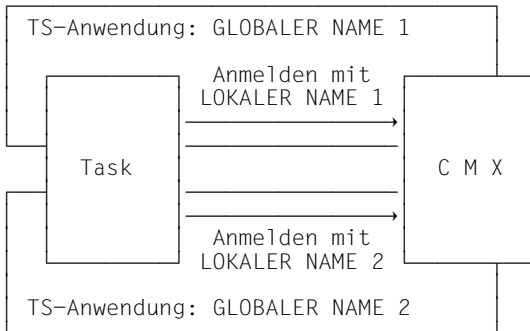 TS-Anwendung: GLOBALER NAME 1
Anmelden mit
LOKALER NAME 1
Task
C M X
Anmelden mit
LOKALER NAME 2
TS-Anwendung: GLOBALER NAME 2